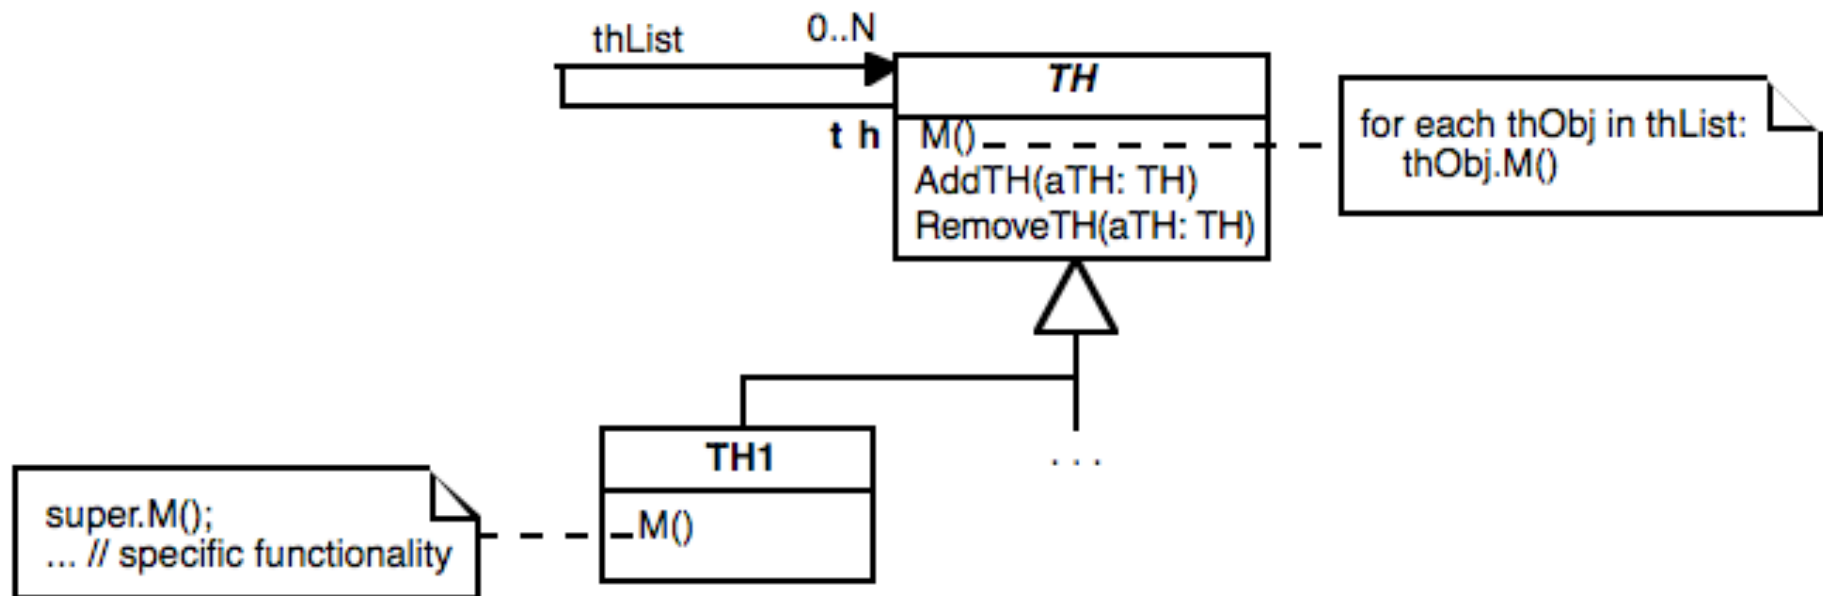 thList
0..N
TH
t h
M()
AddTH(aTH: TH)
RemoveTH(aTH: TH)
for each thObj in thList:
thObj.M()
TH1
M()
. . .
super.M();
... // specific functionality